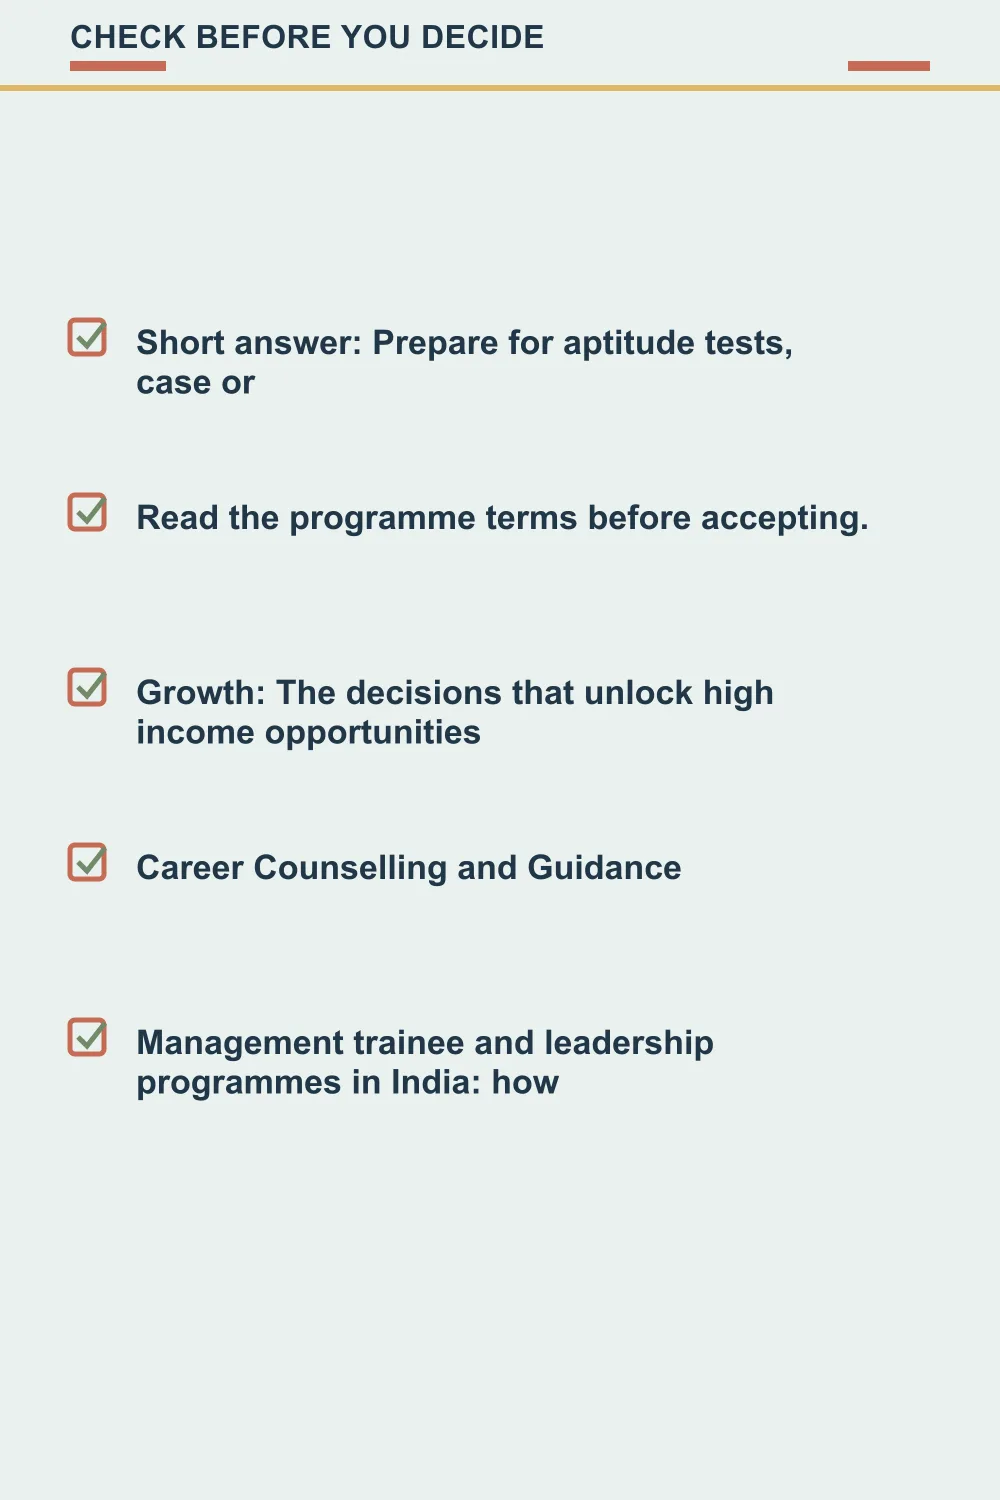 CHECK BEFORE YOU DECIDE
Short answer: Prepare for aptitude tests,
case or
Read the programme terms before accepting.
Growth: The decisions that unlock high
income opportunities
Career Counselling and Guidance
Management trainee and leadership
programmes in India: how